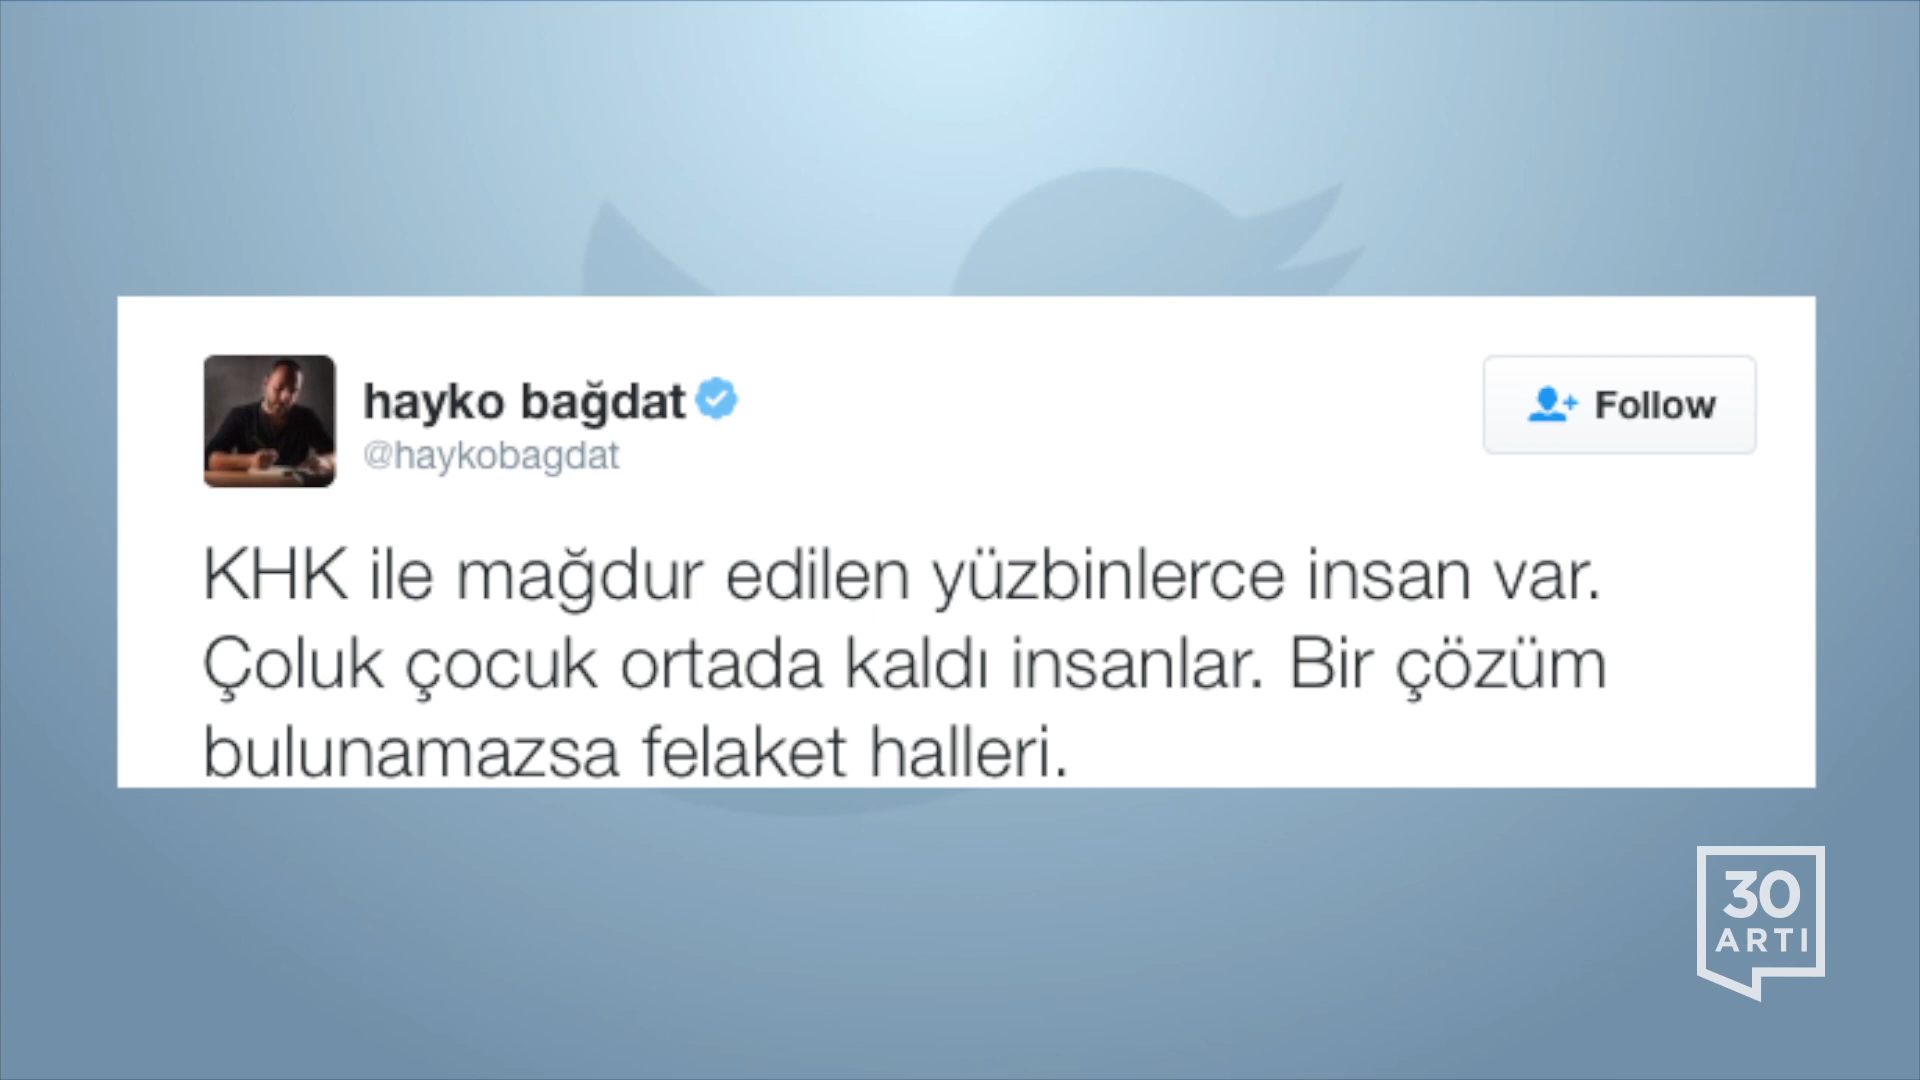 hayko bağdat
@haykobagdat
Follow
KHK ile mağdur edilen yüzbinlerce insan var.
Çoluk çocuk ortada kaldı insanlar. Bir çözüm
bulunamazsa felaket halleri.
30
ARTI